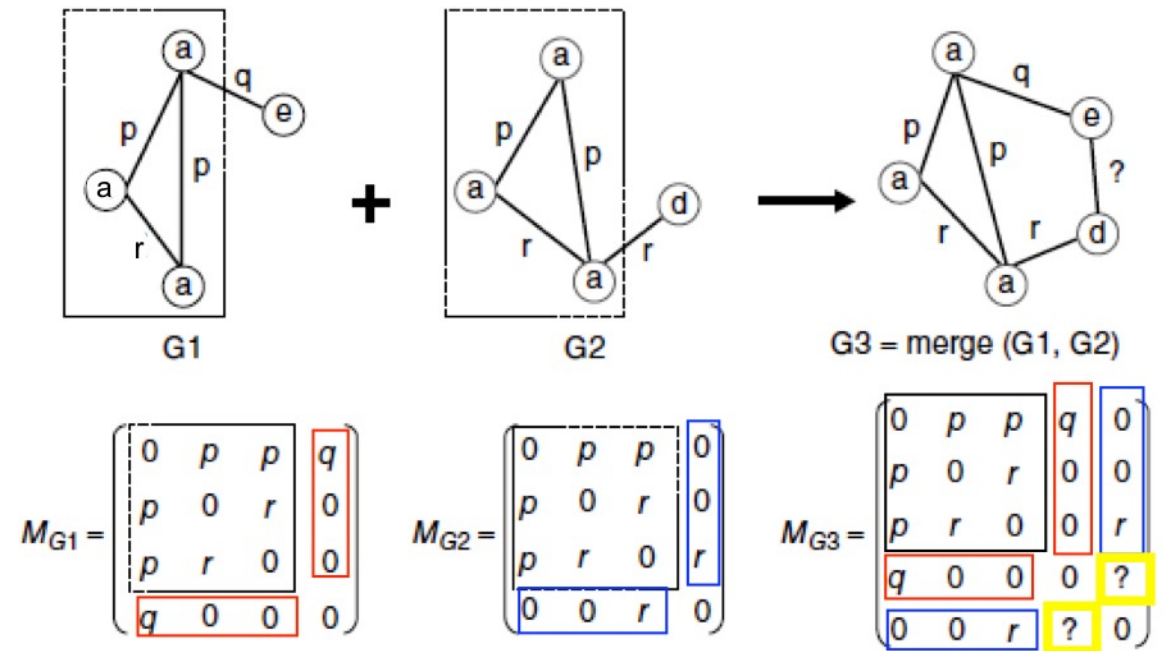 a
q
e
p
p
a
r
a
G1
+
a
p
p
a
d
r
r
a
G2
a
q
e
p
p
?
a
r
r
d
a
G3 = merge (G1, G2)
M_G1 =
0 p p q
p 0 r 0
p r 0 0
q 0 0 0
M_G2 =
0 p p 0
p 0 r 0
p r 0 r
0 0 r 0
M_G3 =
0 p p q 0
p 0 r 0 0
p r 0 0 r
q 0 0 0 ?
0 0 r ? 0